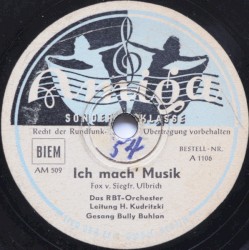 Amiga
SONDER KLASSE
Recht der Rundfunk- Übertragung vorbehalten
54
BIEM
BESTELL-NR.
A 1106
AM 509
Ich mach' Musik
Fox v. Siegfr. Ulbrich
Das RBT-Orchester
Leitung H. Kudritzki
Gesang Bully Buhlan